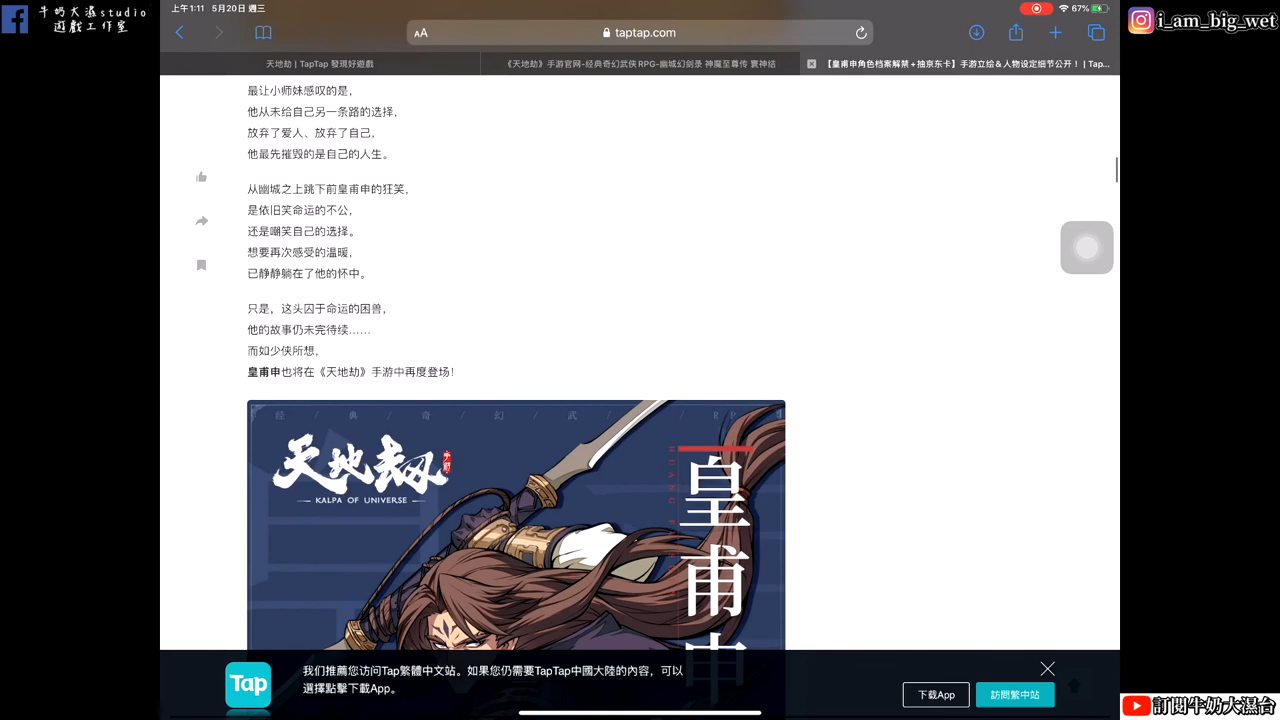 牛奶大濕studio
遊戲工作室
上午1:11 5月20日 週三
67%
AA
taptap.com
i_am_big_wet
天地劫 | TapTap 發現好遊戲
《天地劫》手游官网-经典奇幻武侠RPG-幽城幻剑录 神魔至尊传 寰神结
【皇甫申角色档案解禁+抽京东卡】手游立绘&人物设定细节公开！ | Tap...
最让小师妹感叹的是，
他从未给自己另一条路的选择，
放弃了爱人、放弃了自己，
他最先摧毁的是自己的人生。
从幽城之上跳下前皇甫申的狂笑，
是依旧笑命运的不公，
还是嘲笑自己的选择。
想要再次感受的温暖，
已静静躺在了他的怀中。
只是，这头囚于命运的困兽，
他的故事仍未完待续……
而如少侠所想，
皇甫申也将在《天地劫》手游中再度登场！
经 / 典 / 奇 / 幻 / 武 / R P
天地劫
KALPA OF UNIVERSE
HUANG F
皇甫申
Tap
我们推薦您访问Tap繁體中文站。如果您仍需要TapTap中國大陸的內容，可以
選擇點擊下載App。
下载App
訪問繁中站
訂閱牛奶大濕台